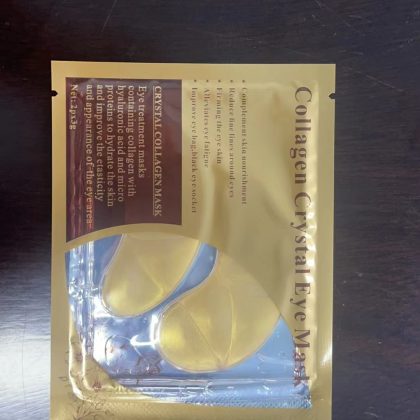 Collagen Crystal Eye Mask
• Complement skin nourishment
• Reduce fine lines around eyes
• Firming the eye skin
• Alleviates eye fatigue
• Improve eye bag,black eye socket
CRYSTAL COLLAGEN MASK
Eye treatment masks
containing collagen with
hyaluronic acid and micro
proteins to hydrate the skin
and improve the elasticity
and appearance of the eye area
Net: 2px3g